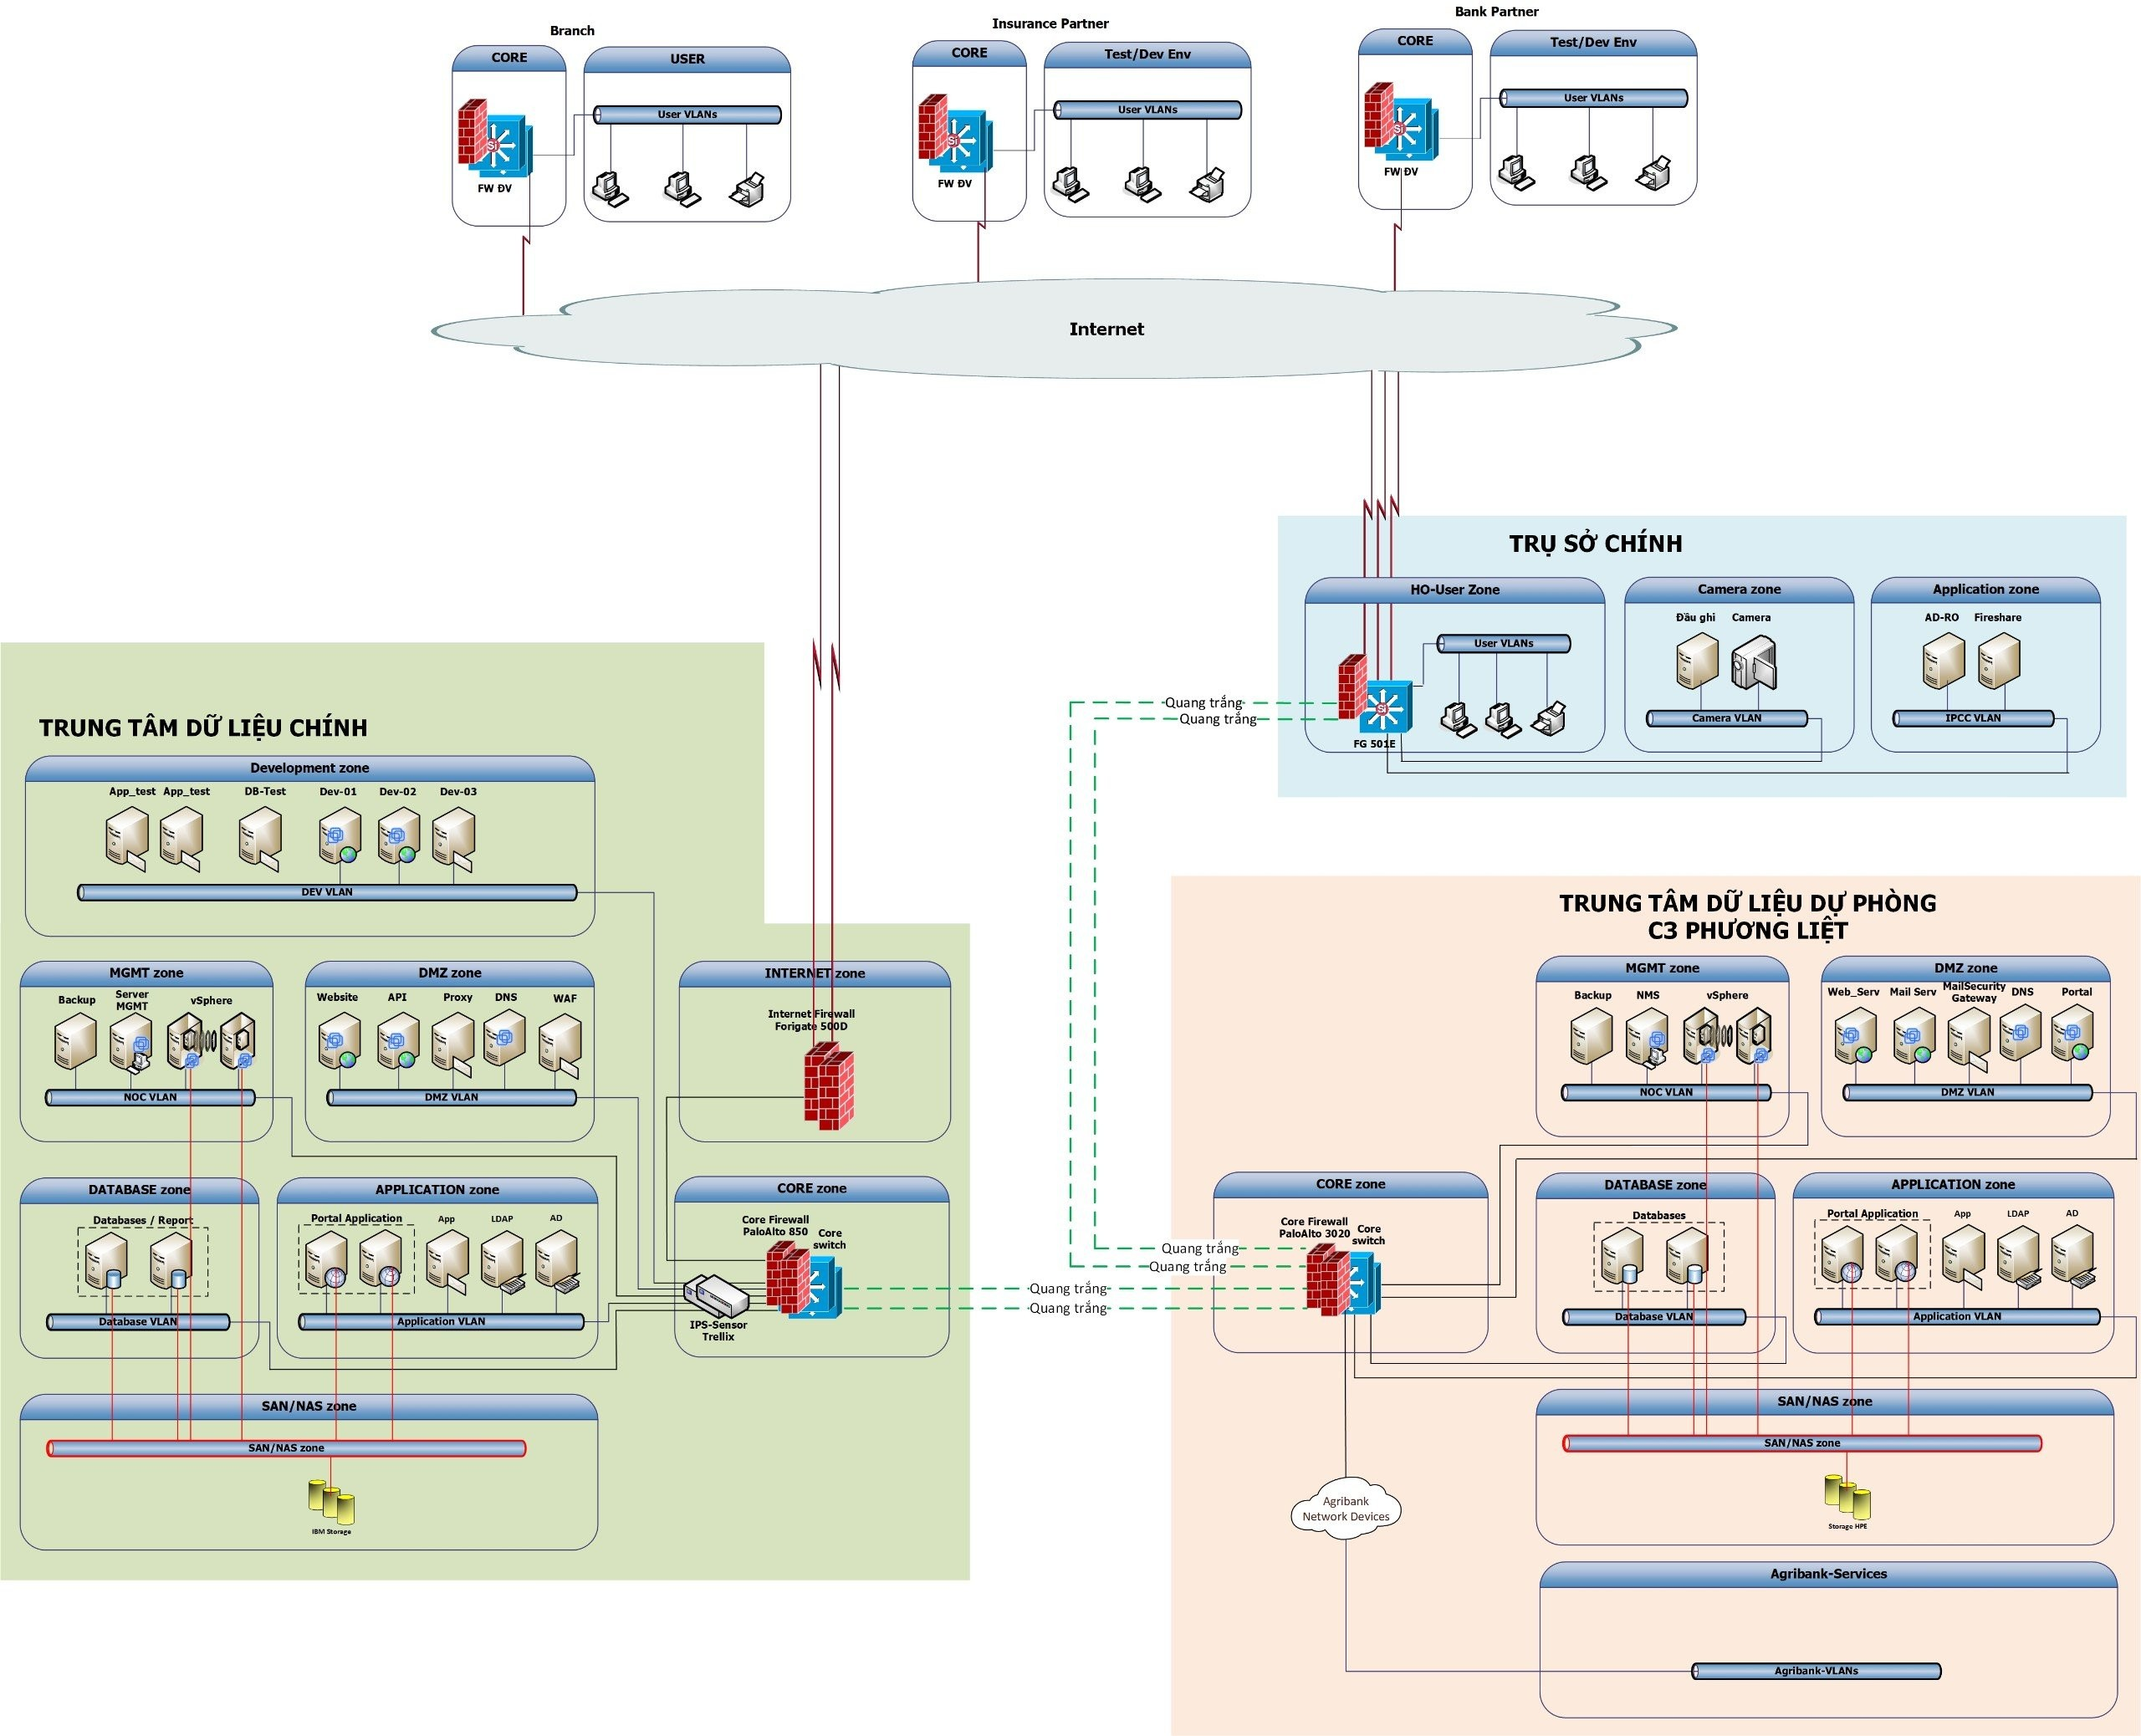 Branch
CORE
FW ĐV
USER
User VLANs
Insurance Partner
CORE
FW ĐV
Test/Dev Env
User VLANs
Bank Partner
CORE
FW ĐV
Test/Dev Env
User VLANs
Internet
TRỤ SỞ CHÍNH
HO-User Zone
User VLANs
FG 501E
Camera zone
Đầu ghi
Camera
Camera VLAN
Application zone
AD-RO
Fireshare
IPCC VLAN
Quang trắng
Quang trắng
TRUNG TÂM DỮ LIỆU CHÍNH
Development zone
App_test
App_test
DB-Test
Dev-01
Dev-02
Dev-03
DEV VLAN
MGMT zone
Backup
Server
MGMT
vSphere
NOC VLAN
DMZ zone
Website
API
Proxy
DNS
WAF
DMZ VLAN
INTERNET zone
Internet Firewall
Forigate 500D
DATABASE zone
Databases / Report
Database VLAN
APPLICATION zone
Portal Application
App
LDAP
AD
Application VLAN
CORE zone
Core Firewall
PaloAlto 850
Core
switch
IPS-Sensor
Trellix
SAN/NAS zone
SAN/NAS zone
IBM Storage
Quang trắng
Quang trắng
Quang trắng
Quang trắng
TRUNG TÂM DỮ LIỆU DỰ PHÒNG
C3 PHƯƠNG LIỆT
MGMT zone
Backup
NMS
vSphere
NOC VLAN
DMZ zone
Web_Serv
Mail Serv
MailSecurity
Gateway
DNS
Portal
DMZ VLAN
CORE zone
Core Firewall
PaloAlto 3020
Core
switch
DATABASE zone
Databases
Database VLAN
APPLICATION zone
Portal Application
App
LDAP
AD
Application VLAN
SAN/NAS zone
SAN/NAS zone
Storage HPE
Agribank
Network Devices
Agribank-Services
Agribank-VLANs